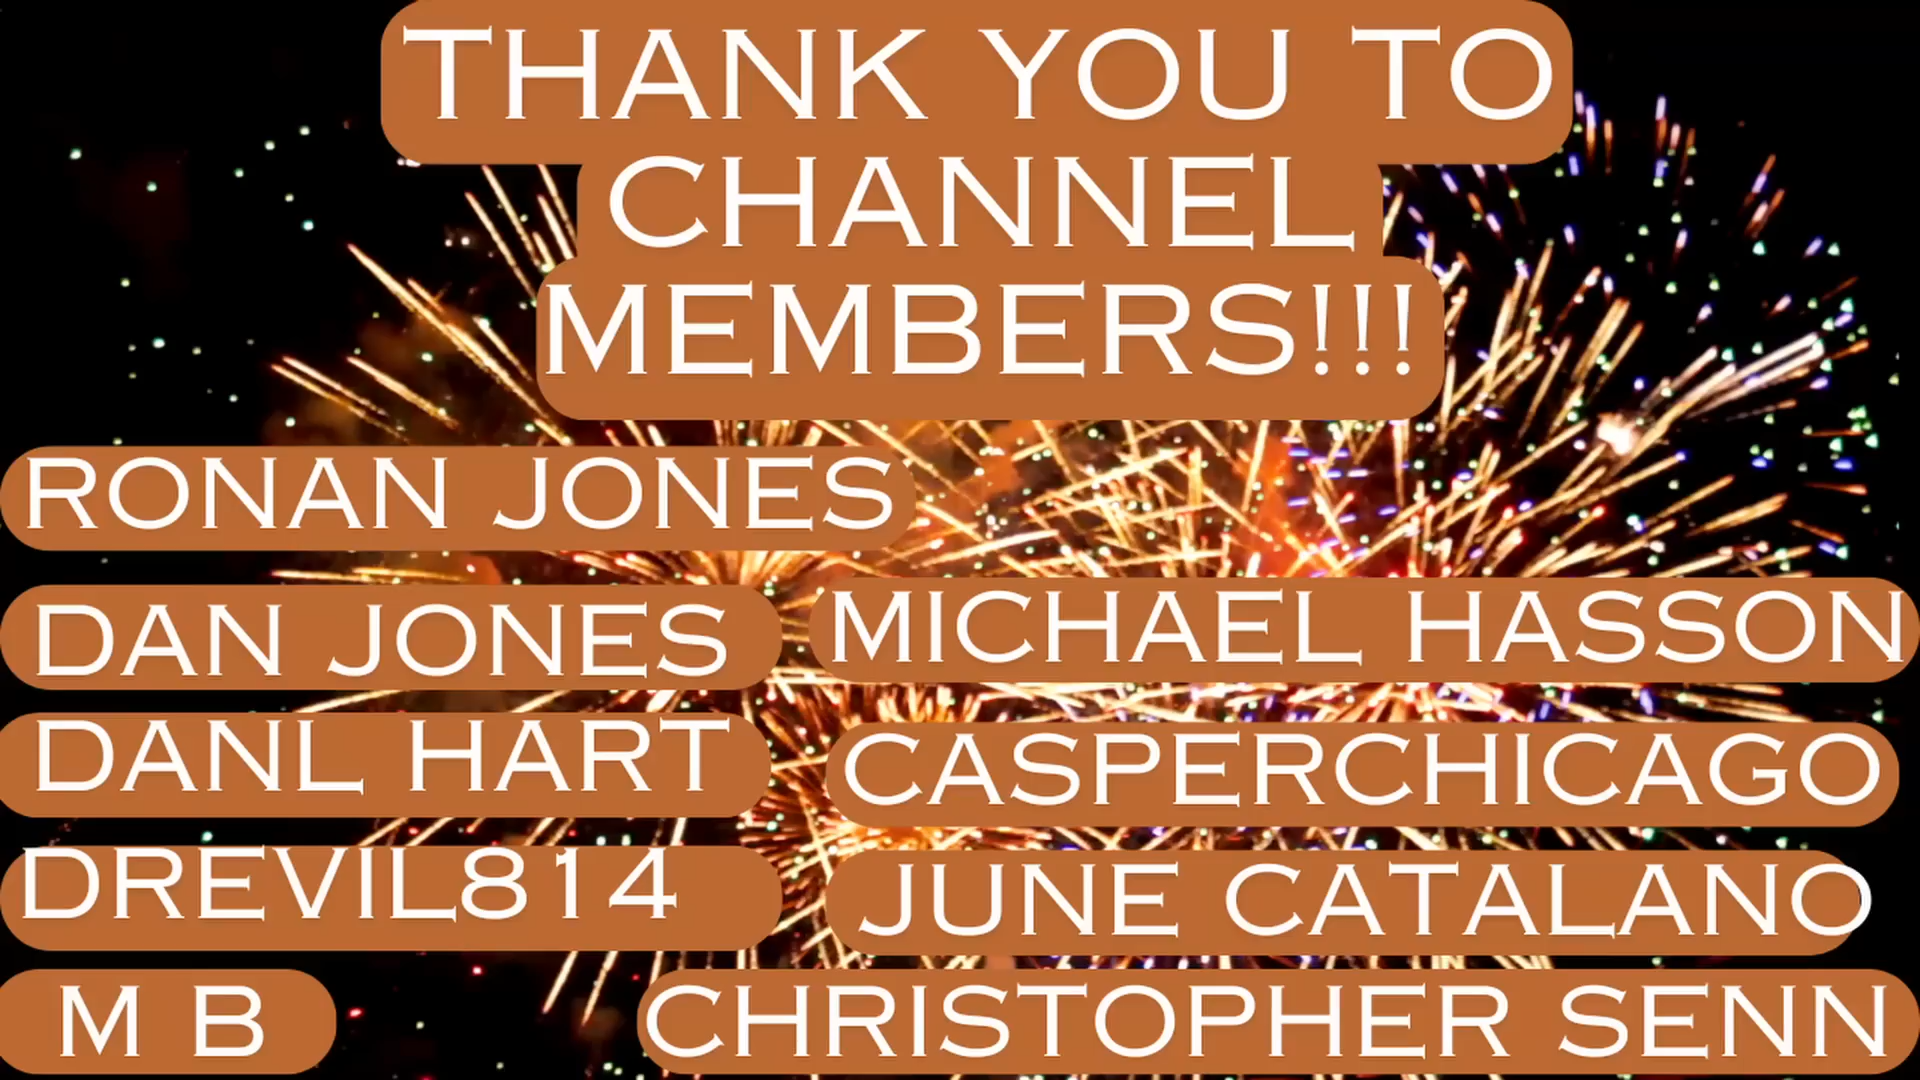 THANK YOU TO
CHANNEL
MEMBERS!!!
RONAN JONES
DAN JONES
MICHAEL HASSON
DANL HART
CASPERCHICAGO
DREVIL814
JUNE CATALANO
M B
CHRISTOPHER SENN